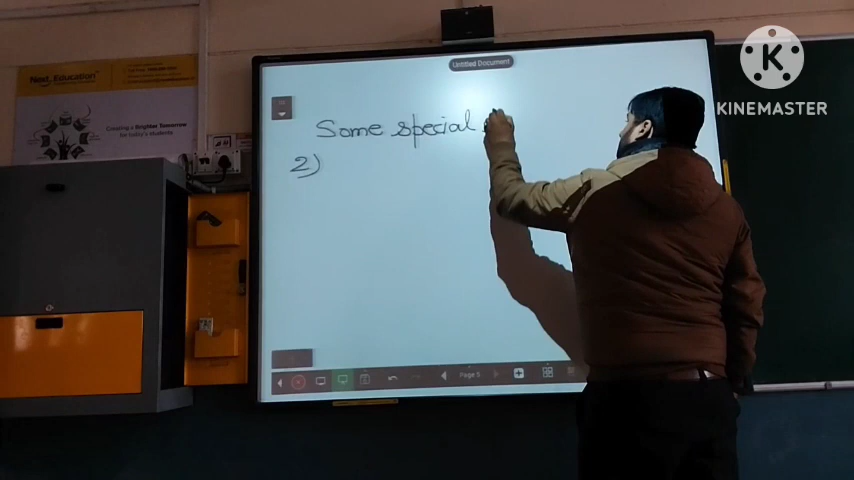 Next Education
Creating a Brighter Tomorrow
for today's students
Untitled Document
KINEMASTER
Some special
2)
Page 5